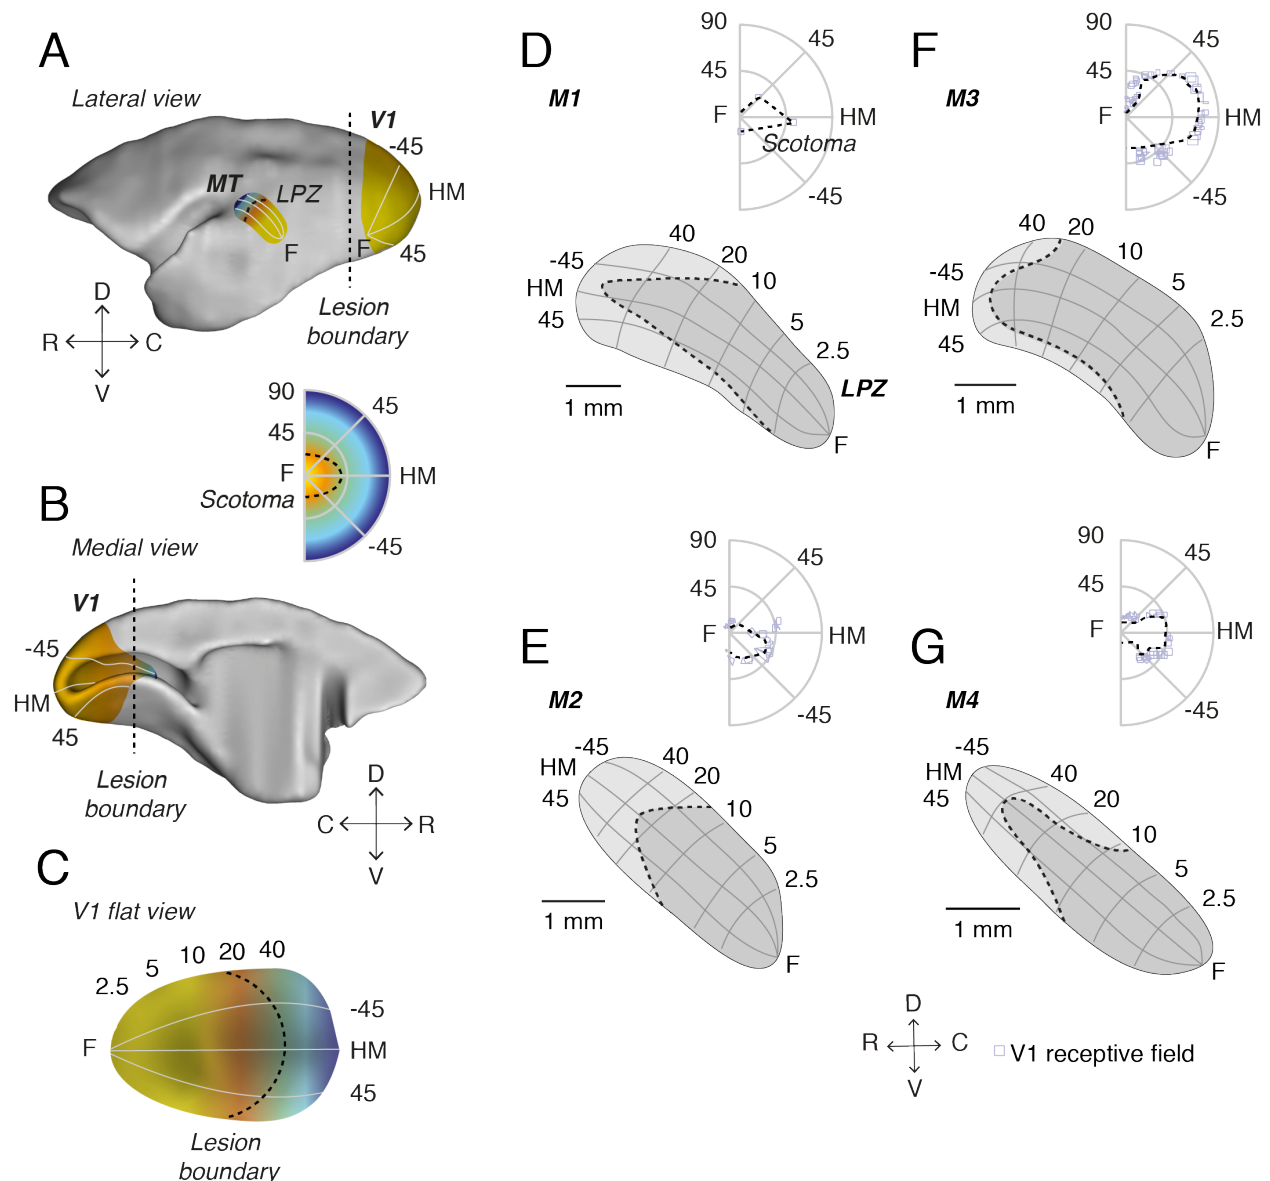 A
Lateral view
V1
-45
MT
LPZ
HM
F
F
45
D
R
C
V
Lesion
boundary
90
45
45
F
HM
Scotoma
-45
B
Medial view
V1
-45
HM
45
Lesion
boundary
D
C
R
V
C
V1 flat view
2.5
5
10
20
40
-45
F
HM
45
Lesion
boundary
D
M1
90
45
45
F
HM
Scotoma
-45
40
20
10
5
2.5
-45
HM
45
LPZ
1 mm
F
E
M2
90
45
45
F
HM
-45
-45
40
20
10
5
2.5
HM
45
1 mm
F
F
M3
90
45
45
F
HM
-45
40
20
10
5
2.5
-45
HM
45
1 mm
F
G
M4
90
45
45
F
HM
-45
-45
40
20
10
5
2.5
HM
45
1 mm
F
D
R
C
V
V1 receptive field